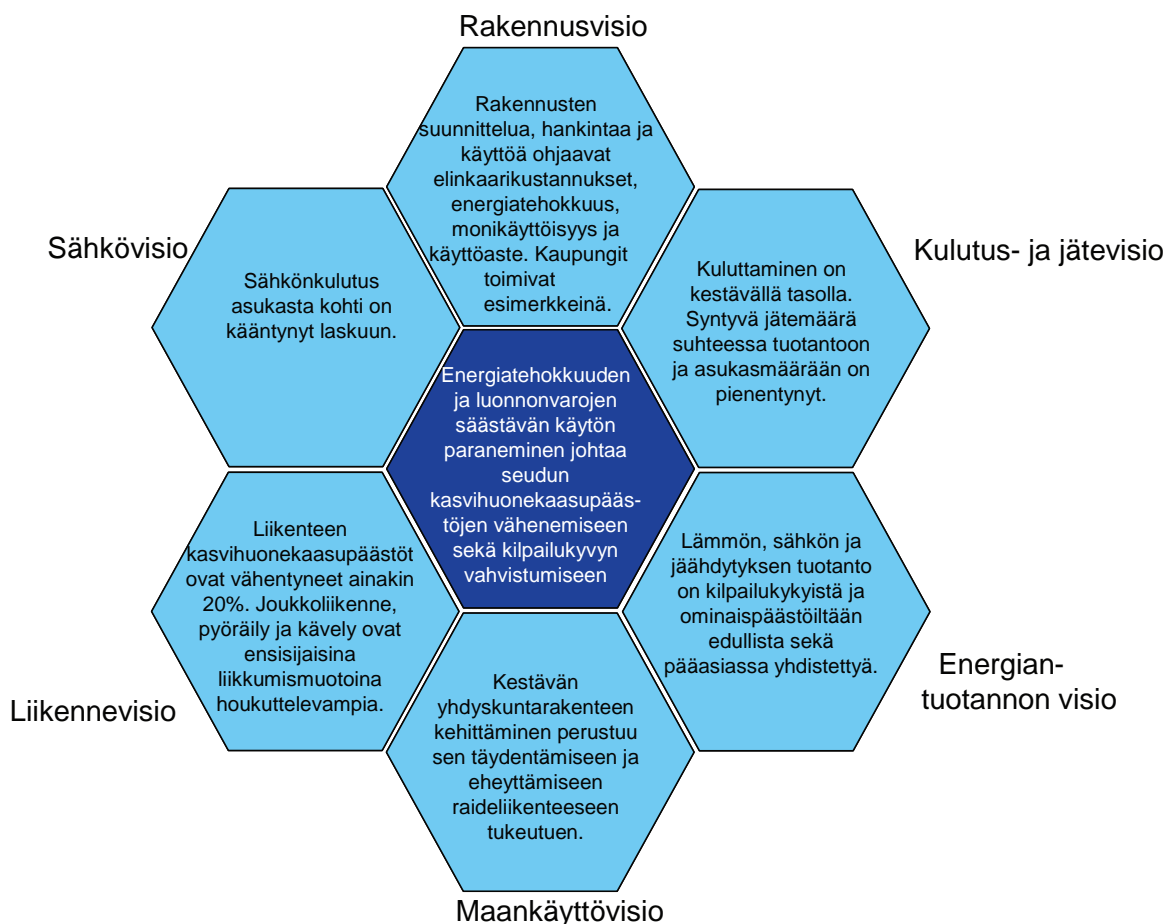 Rakennusvisio
Rakennusten
suunnittelua, hankintaa ja
käyttöä ohjaavat
elinkaarikustannukset,
energiatehokkuus,
monikäyttöisyys ja
käyttöaste. Kaupungit
toimivat
esimerkkeinä.
Sähkövisio
Sähkönkulutus
asukasta kohti on
kääntynyt laskuun.
Kulutus- ja jätevisio
Kuluttaminen on
kestävällä tasolla.
Syntyvä jätemäärä
suhteessa tuotantoon
ja asukasmäärään on
pienentynyt.
Energiatehokkuuden
ja luonnonvarojen
säästävän käytön
paraneminen johtaa
seudun
kasvihuonekaasupääs-
töjen vähenemiseen
sekä kilpailukyvyn
vahvistumiseen
Liikenteen
kasvihuonekaasupäästöt
ovat vähentyneet ainakin
20%. Joukkoliikenne,
pyöräily ja kävely ovat
ensisijaisina
liikkumismuotoina
houkuttelevampia.
Liikennevisio
Lämmön, sähkön ja
jäähdytyksen tuotanto
on kilpailukykyistä ja
ominaispäästöiltään
edullista sekä
pääasiassa yhdistettyä.
Energian-
tuotannon visio
Kestävän
yhdyskuntarakenteen
kehittäminen perustuu
sen täydentämiseen ja
eheyttämiseen
raideliikenteeseen
tukeutuen.
Maankäyttövisio